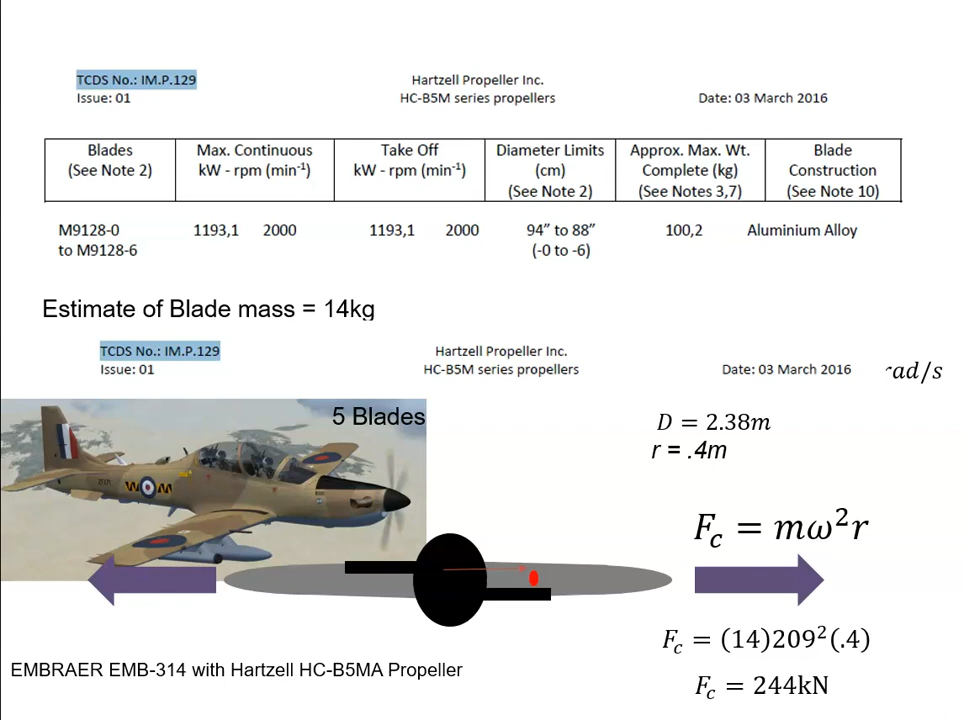 TCDS No.: IM.P.129 Hartzell Propeller Inc.
Issue: 01 HC-B5M series propellers Date: 03 March 2016
Blades Max. Continuous Take Off Diameter Limits Approx. Max. Wt. Blade
(See Note 2) kW - rpm (min⁻¹) kW - rpm (min⁻¹) (cm) Complete (kg) Construction
(See Note 2) (See Notes 3,7) (See Note 10)
M9128-0 1193,1 2000 1193,1 2000 94” to 88” 100,2 Aluminium Alloy
to M9128-6 (-0 to -6)
Estimate of Blade mass = 14kg
TCDS No.: IM.P.129 Hartzell Propeller Inc.
Issue: 01 HC-B5M series propellers Date: 03 March 2016 rad/s
5 Blades
D = 2.38m
r = .4m
F_c = mω²r
F_c = (14)209²(.4)
EMBRAER EMB-314 with Hartzell HC-B5MA Propeller
F_c = 244kN